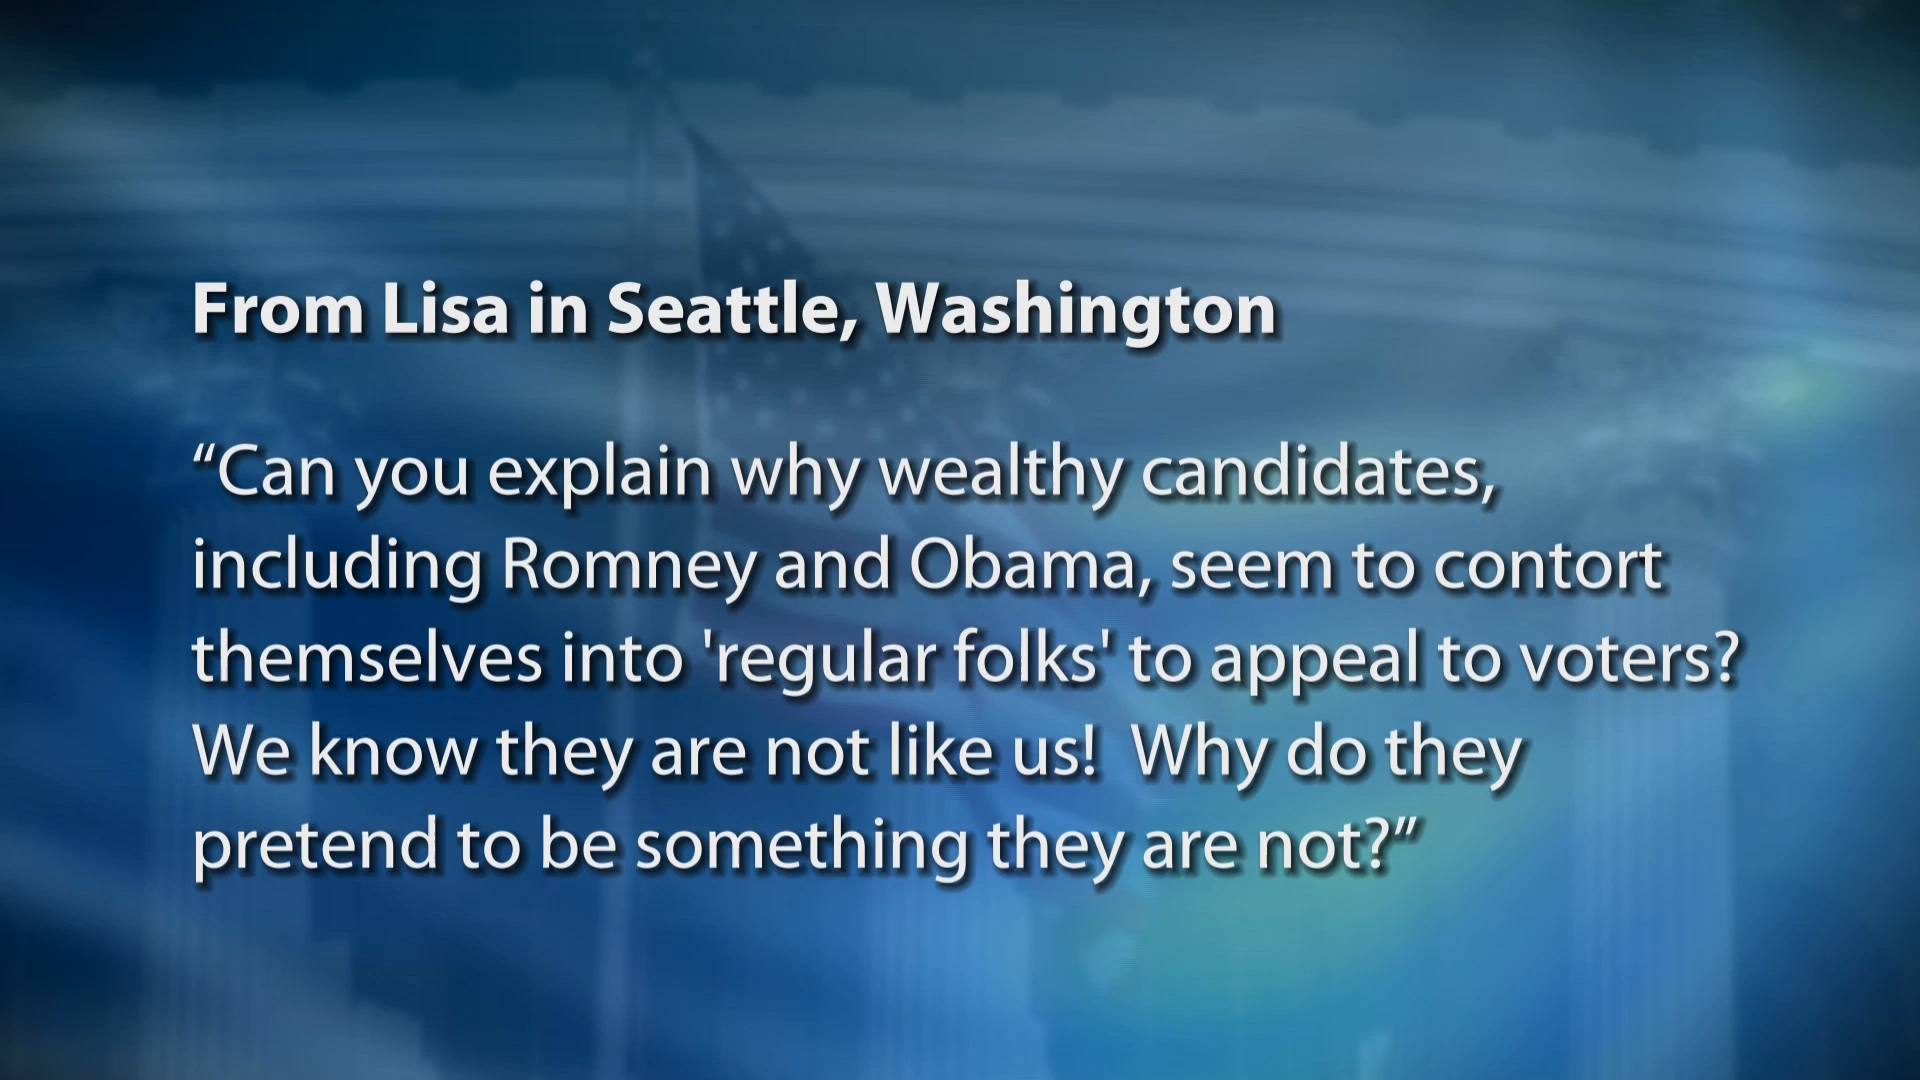 From Lisa in Seattle, Washington
“Can you explain why wealthy candidates,
including Romney and Obama, seem to contort
themselves into 'regular folks' to appeal to voters?
We know they are not like us!  Why do they
pretend to be something they are not?”